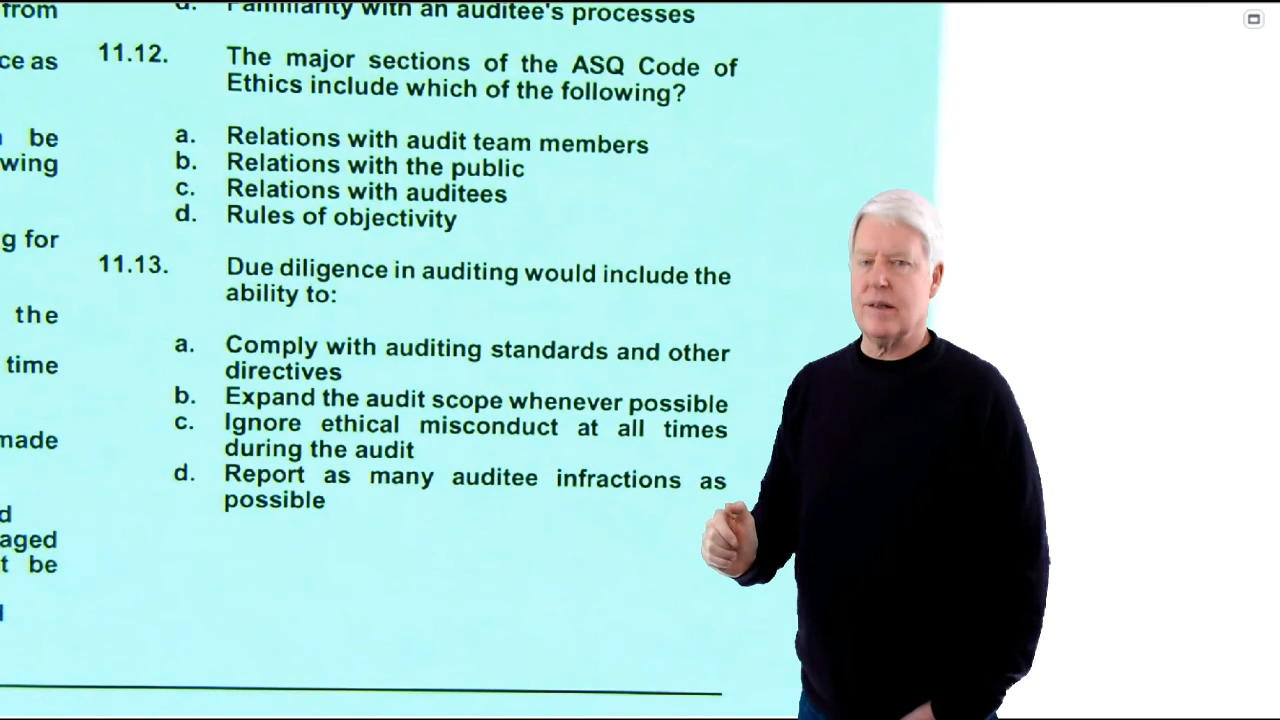 from
ce as
be
wing
g for
the
time
made
d
aged
t be
d. Familiarity with an auditee's processes
11.12. The major sections of the ASQ Code of
Ethics include which of the following?
a. Relations with audit team members
b. Relations with the public
c. Relations with auditees
d. Rules of objectivity
11.13. Due diligence in auditing would include the
ability to:
a. Comply with auditing standards and other
directives
b. Expand the audit scope whenever possible
c. Ignore ethical misconduct at all times
during the audit
d. Report as many auditee infractions as
possible